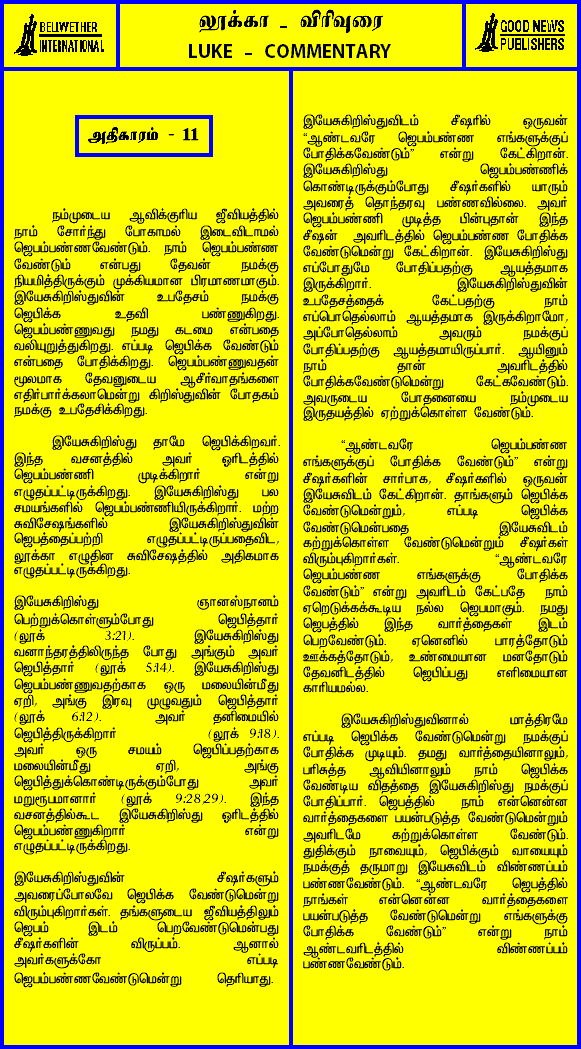 BELLWETHER
INTERNATIONAL
லூக்கா - விரிவுரை
LUKE – COMMENTARY
GOOD NEWS
PUBLISHERS
அதிகாரம் - 11
நம்முடைய ஆவிக்குரிய ஜீவியத்தில்
நாம் சோர்ந்து போகாமல் இடைவிடாமல்
ஜெபம்பண்ணவேண்டும். நாம் ஜெபம்பண்ண
வேண்டும் என்பது தேவன் நமக்கு
நியமித்திருக்கும் முக்கியமான பிரமாணமாகும்.
இயேசுகிறிஸ்துவின் உபதேசம் நமக்கு
ஜெபிக்க உதவி பண்ணுகிறது.
ஜெபம்பண்ணுவது நமது கடமை என்பதை
வலியுறுத்துகிறது. எப்படி ஜெபிக்க வேண்டும்
என்பதை போதிக்கிறது. ஜெபம்பண்ணுவதன்
மூலமாக தேவனுடைய ஆசீர்வாதங்களை
எதிர்பார்க்கலாமென்று கிறிஸ்துவின் போதகம்
நமக்கு உபதேசிக்கிறது.
இயேசுகிறிஸ்து தாமே ஜெபிக்கிறவர்.
இந்த வசனத்தில் அவர் ஓரிடத்தில்
ஜெபம்பண்ணி முடிக்கிறார் என்று
எழுதப்பட்டிருக்கிறது. இயேசுகிறிஸ்து பல
சமயங்களில் ஜெபம்பண்ணியிருக்கிறார். மற்ற
சுவிசேஷங்களில் இயேசுகிறிஸ்துவின்
ஜெபத்தைப்பற்றி எழுதப்பட்டிருப்பதைவிட,
லூக்கா எழுதின சுவிசேஷத்தில் அதிகமாக
எழுதப்பட்டிருக்கிறது.
இயேசுகிறிஸ்து ஞானஸ்நானம்
பெற்றுக்கொள்ளும்போது ஜெபித்தார்
(லூக் 3:21). இயேசுகிறிஸ்து
வனாந்தரத்திலிருந்த போது அங்கும் அவர்
ஜெபித்தார் (லூக் 5:14). இயேசுகிறிஸ்து
ஜெபம்பண்ணுவதற்காக ஒரு மலையின்மீது
ஏறி, அங்கு இரவு முழுவதும் ஜெபித்தார்
(லூக் 6:12). அவர் தனிமையில்
ஜெபித்திருக்கிறார் (லூக் 9:18).
அவர் ஒரு சமயம் ஜெபிப்பதற்காக
மலையின்மீது ஏறி, அங்கு
ஜெபித்துக்கொண்டிருக்கும்போது அவர்
மறுரூபமானார் (லூக் 9:28,29). இந்த
வசனத்தில்கூட இயேசுகிறிஸ்து ஓரிடத்தில்
ஜெபம்பண்ணுகிறார் என்று
எழுதப்பட்டிருக்கிறது.
இயேசுகிறிஸ்துவின் சீஷர்களும்
அவரைப்போலவே ஜெபிக்க வேண்டுமென்று
விரும்புகிறார்கள். தங்களுடைய ஜீவியத்திலும்
ஜெபம் இடம் பெறவேண்டுமென்பது
சீஷர்களின் விருப்பம். ஆனால்
அவர்களுக்கோ எப்படி
ஜெபம்பண்ணவேண்டுமென்று தெரியாது.
இயேசுகிறிஸ்துவிடம் சீஷரில் ஒருவன்
“ஆண்டவரே ஜெபம்பண்ண எங்களுக்குப்
போதிக்கவேண்டும்” என்று கேட்கிறான்.
இயேசுகிறிஸ்து ஜெபம்பண்ணிக்
கொண்டிருக்கும்போது சீஷர்களில் யாரும்
அவரைத் தொந்தரவு பண்ணவில்லை. அவர்
ஜெபம்பண்ணி முடித்த பின்புதான் இந்த
சீஷன் அவரிடத்தில் ஜெபம்பண்ண போதிக்க
வேண்டுமென்று கேட்கிறான். இயேசுகிறிஸ்து
எப்போதுமே போதிப்பதற்கு ஆயத்தமாக
இருக்கிறார். இயேசுகிறிஸ்துவின்
உபதேசத்தைக் கேட்பதற்கு நாம்
எப்பொதெல்லாம் ஆயத்தமாக இருக்கிறாமோ,
அப்போதெல்லாம் அவரும் நமக்குப்
போதிப்பதற்கு ஆயத்தமாயிருப்பார். ஆயினும்
நாம் தான் அவரிடத்தில்
போதிக்கவேண்டுமென்று கேட்கவேண்டும்.
அவருடைய போதனையை நம்முடைய
இருதயத்தில் ஏற்றுக்கொள்ள வேண்டும்.
“ஆண்டவரே ஜெபம்பண்ண
எங்களுக்குப் போதிக்க வேண்டும்” என்று
சீஷர்களின் சார்பாக, சீஷர்களில் ஒருவன்
இயேசுவிடம் கேட்கிறான். தாங்களும் ஜெபிக்க
வேண்டுமென்றும், எப்படி ஜெபிக்க
வேண்டுமென்பதை இயேசுவிடம்
கற்றுக்கொள்ள வேண்டுமென்றும் சீஷர்கள்
விரும்புகிறார்கள். “ஆண்டவரே
ஜெபம்பண்ண எங்களுக்கு போதிக்க
வேண்டும்” என்று அவரிடம் கேட்பதே நாம்
ஏறெடுக்கக்கூடிய நல்ல ஜெபமாகும். நமது
ஜெபத்தில் இந்த வார்த்தைகள் இடம்
பெறவேண்டும். ஏனெனில் பாரத்தோடும்
ஊக்கத்தோடும், உண்மையான மனதோடும்
தேவனிடத்தில் ஜெபிப்பது எளிமையான
காரியமல்ல.
இயேசுகிறிஸ்துவினால் மாத்திரமே
எப்படி ஜெபிக்க வேண்டுமென்று நமக்குப்
போதிக்க முடியும். தமது வார்த்தையினாலும்,
பரிசுத்த ஆவியினாலும் நாம் ஜெபிக்க
வேண்டிய விதத்தை இயேசுகிறிஸ்து நமக்குப்
போதிப்பார். ஜெபத்தில் நாம் என்னென்ன
வார்த்தைகளை பயன்படுத்த வேண்டுமென்றும்
அவரிடமே கற்றுக்கொள்ள வேண்டும்.
துதிக்கும் நாவையும், ஜெபிக்கும் வாயையும்
நமக்குத் தருமாறு இயேசுவிடம் விண்ணப்பம்
பண்ணவேண்டும். “ஆண்டவரே ஜெபத்தில்
நாங்கள் என்னென்ன வார்த்தைகளை
பயன்படுத்த வேண்டுமென்று எங்களுக்கு
போதிக்க வேண்டும்” என்று நாம்
ஆண்டவரிடத்தில் விண்ணப்பம்
பண்ணவேண்டும்.